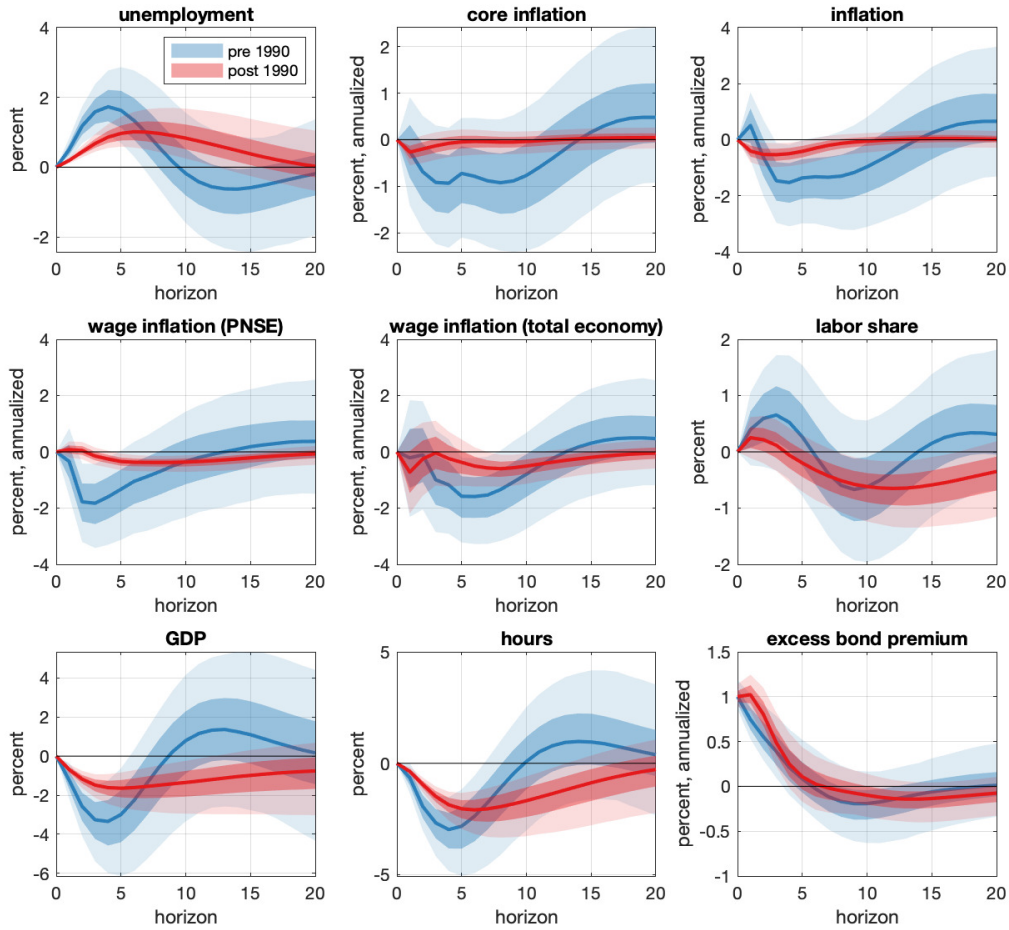 unemployment
4
2
0
-2
percent
0 5 10 15 20
horizon
pre 1990
post 1990
core inflation
2
1
0
-1
-2
percent, annualized
0 5 10 15 20
horizon
inflation
4
2
0
-2
-4
percent, annualized
0 5 10 15 20
horizon
wage inflation (PNSE)
4
2
0
-2
-4
percent, annualized
0 5 10 15 20
horizon
wage inflation (total economy)
4
2
0
-2
-4
percent, annualized
0 5 10 15 20
horizon
labor share
2
1
0
-1
-2
percent
0 5 10 15 20
horizon
GDP
4
2
0
-2
-4
-6
percent
0 5 10 15 20
horizon
hours
5
0
-5
percent
0 5 10 15 20
horizon
excess bond premium
1.5
1
0.5
0
-0.5
-1
percent, annualized
0 5 10 15 20
horizon